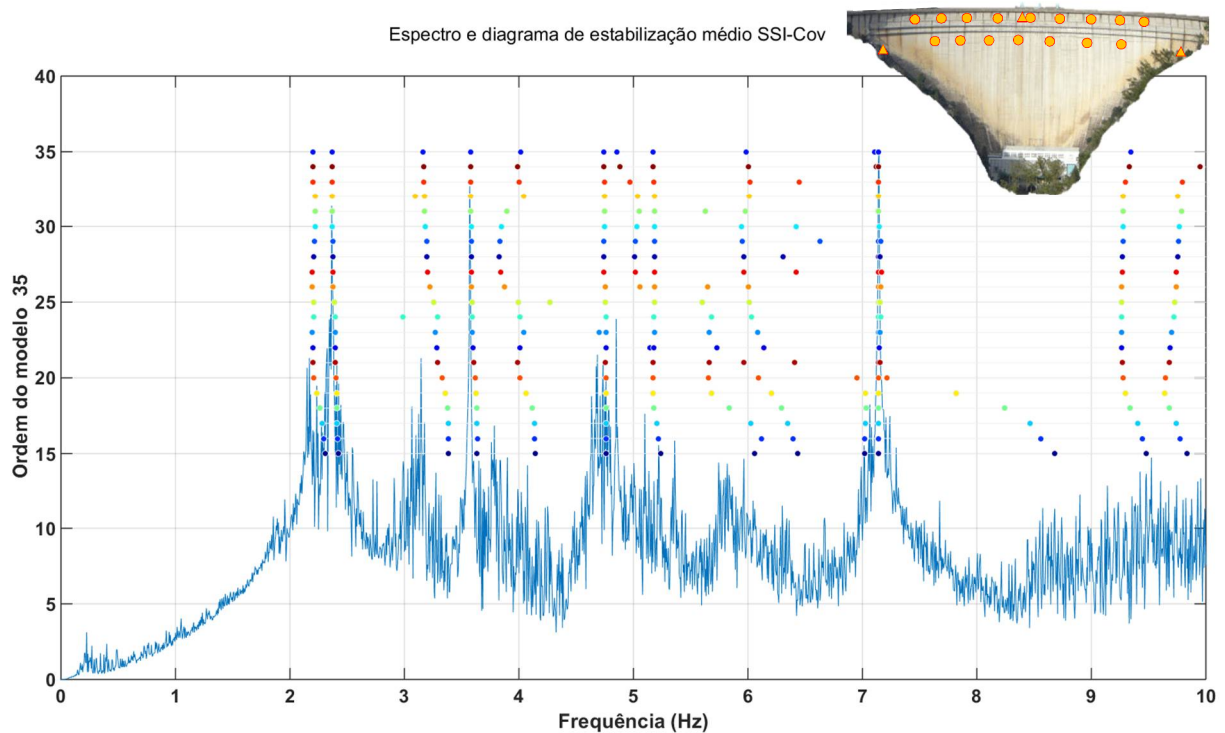 Espectro e diagrama de estabilização médio SSI-Cov
40
35
30
25
20
15
10
5
0
Ordem do modelo 35
0 1 2 3 4 5 6 7 8 9 10
Frequência (Hz)